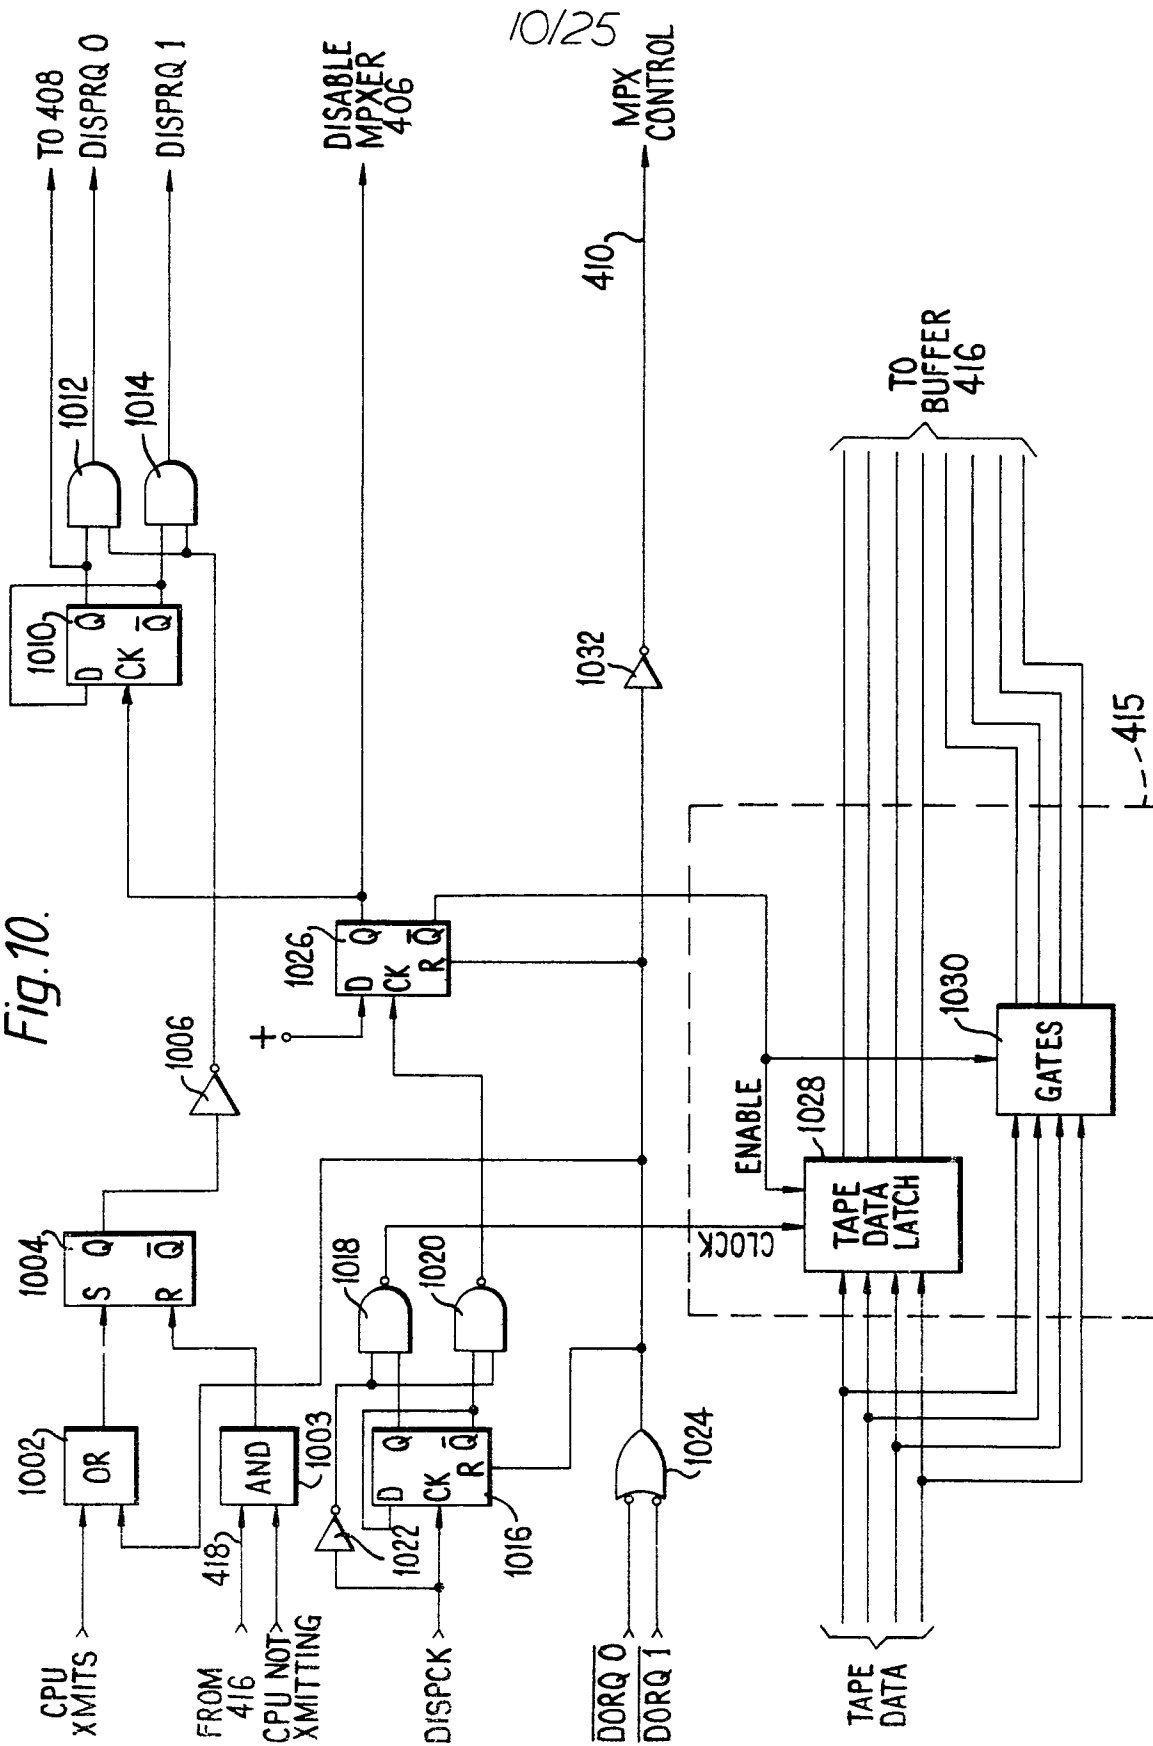 10/25
Fig. 10.
CPU
XMITS
1002
OR
1004
S Q
R Q̅
1006
1010
D Q
CK
Q̅
1012
1014
TO 408
DISPRQ 0
DISPRQ 1
FROM
416
418
CPU NOT
XMITTING
AND
1003
DISPCK
1022
D Q
CK
Q̅
R
1016
1018
1020
+
1026
D Q
CK
Q̅
R
DISABLE
MPXER
406
D̅O̅R̅Q̅ 0̅
D̅O̅R̅Q̅ 1̅
1024
1032
410
MPX
CONTROL
CLOCK
ENABLE
1028
TAPE
DATA
LATCH
TAPE
DATA
1030
GATES
415
TO
BUFFER
416